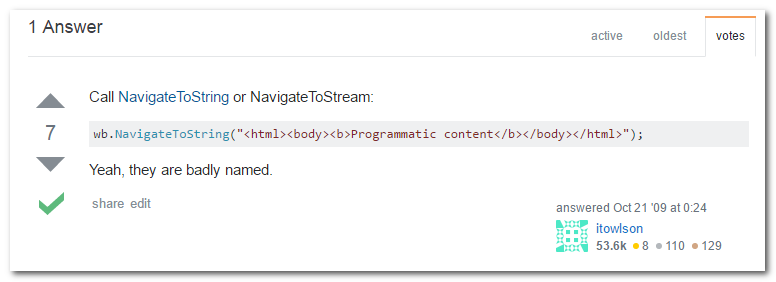 1 Answer
active oldest votes
Call NavigateToString or NavigateToStream:
7
wb.NavigateToString("<html><body><b>Programmatic content</b></body></html>");
Yeah, they are badly named.
share edit
answered Oct 21 '09 at 0:24
itowlson
53.6k 8 110 129